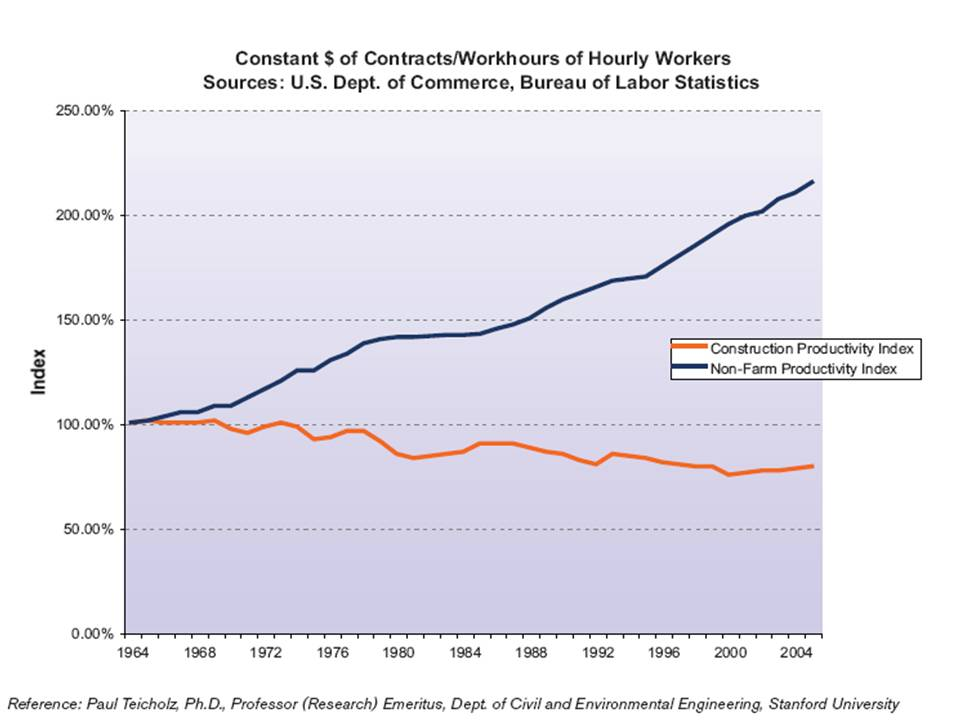 Constant $ of Contracts/Workhours of Hourly Workers
Sources: U.S. Dept. of Commerce, Bureau of Labor Statistics
250.00%
200.00%
150.00%
100.00%
50.00%
0.00%
Index
Construction Productivity Index
Non-Farm Productivity Index
1964 1968 1972 1976 1980 1984 1988 1992 1996 2000 2004
Reference: Paul Teicholz, Ph.D., Professor (Research) Emeritus, Dept. of Civil and Environmental Engineering, Stanford University